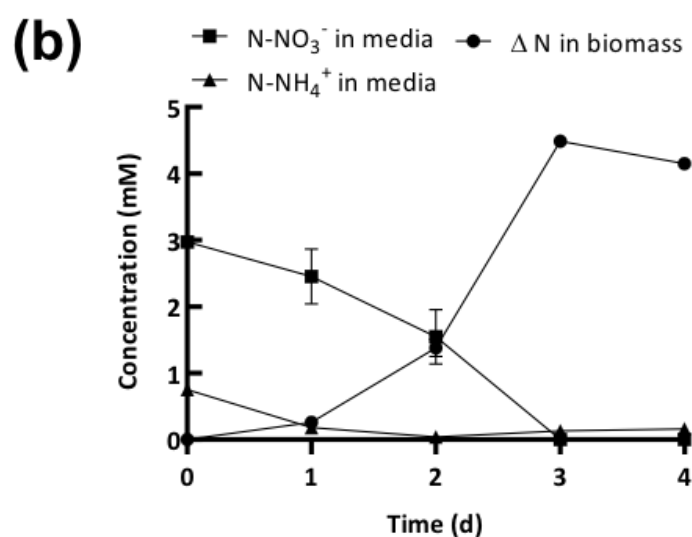 (b)
N-NO₃⁻ in media
Δ N in biomass
N-NH₄⁺ in media
Concentration (mM)
5
4
3
2
1
0
0 1 2 3 4
Time (d)